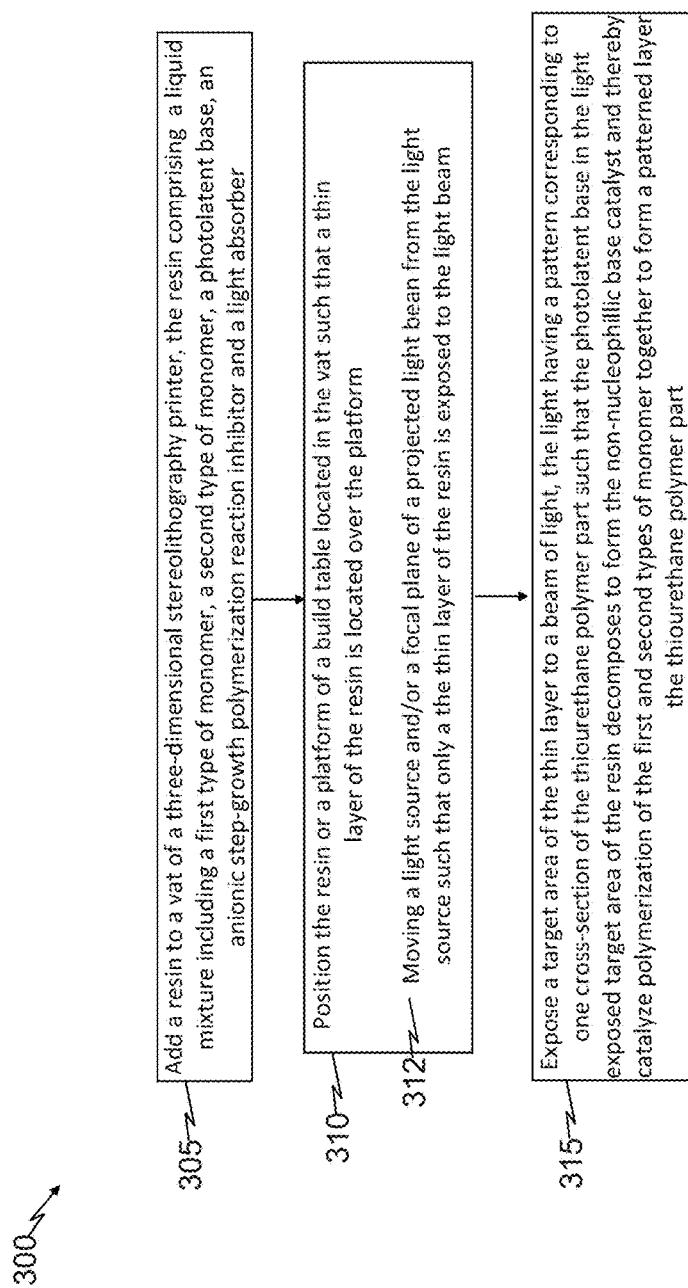 300
305
Add a resin to a vat of a three-dimensional stereolithography printer, the resin comprising a liquid
mixture including a first type of monomer, a second type of monomer, a photolatent base, an
anionic step-growth polymerization reaction inhibitor and a light absorber
310
Position the resin or a platform of a build table located in the vat such that a thin
layer of the resin is located over the platform
312
Moving a light source and/or a focal plane of a projected light bean from the light
source such that only a the thin layer of the resin is exposed to the light beam
315
Expose a target area of the thin layer to a beam of light, the light having a pattern corresponding to
one cross-section of the thiourethane polymer part such that the photolatent base in the light
exposed target area of the resin decomposes to form the non-nucleophillic base catalyst and thereby
catalyze polymerization of the first and second types of monomer together to form a patterned layer
the thiourethane polymer part